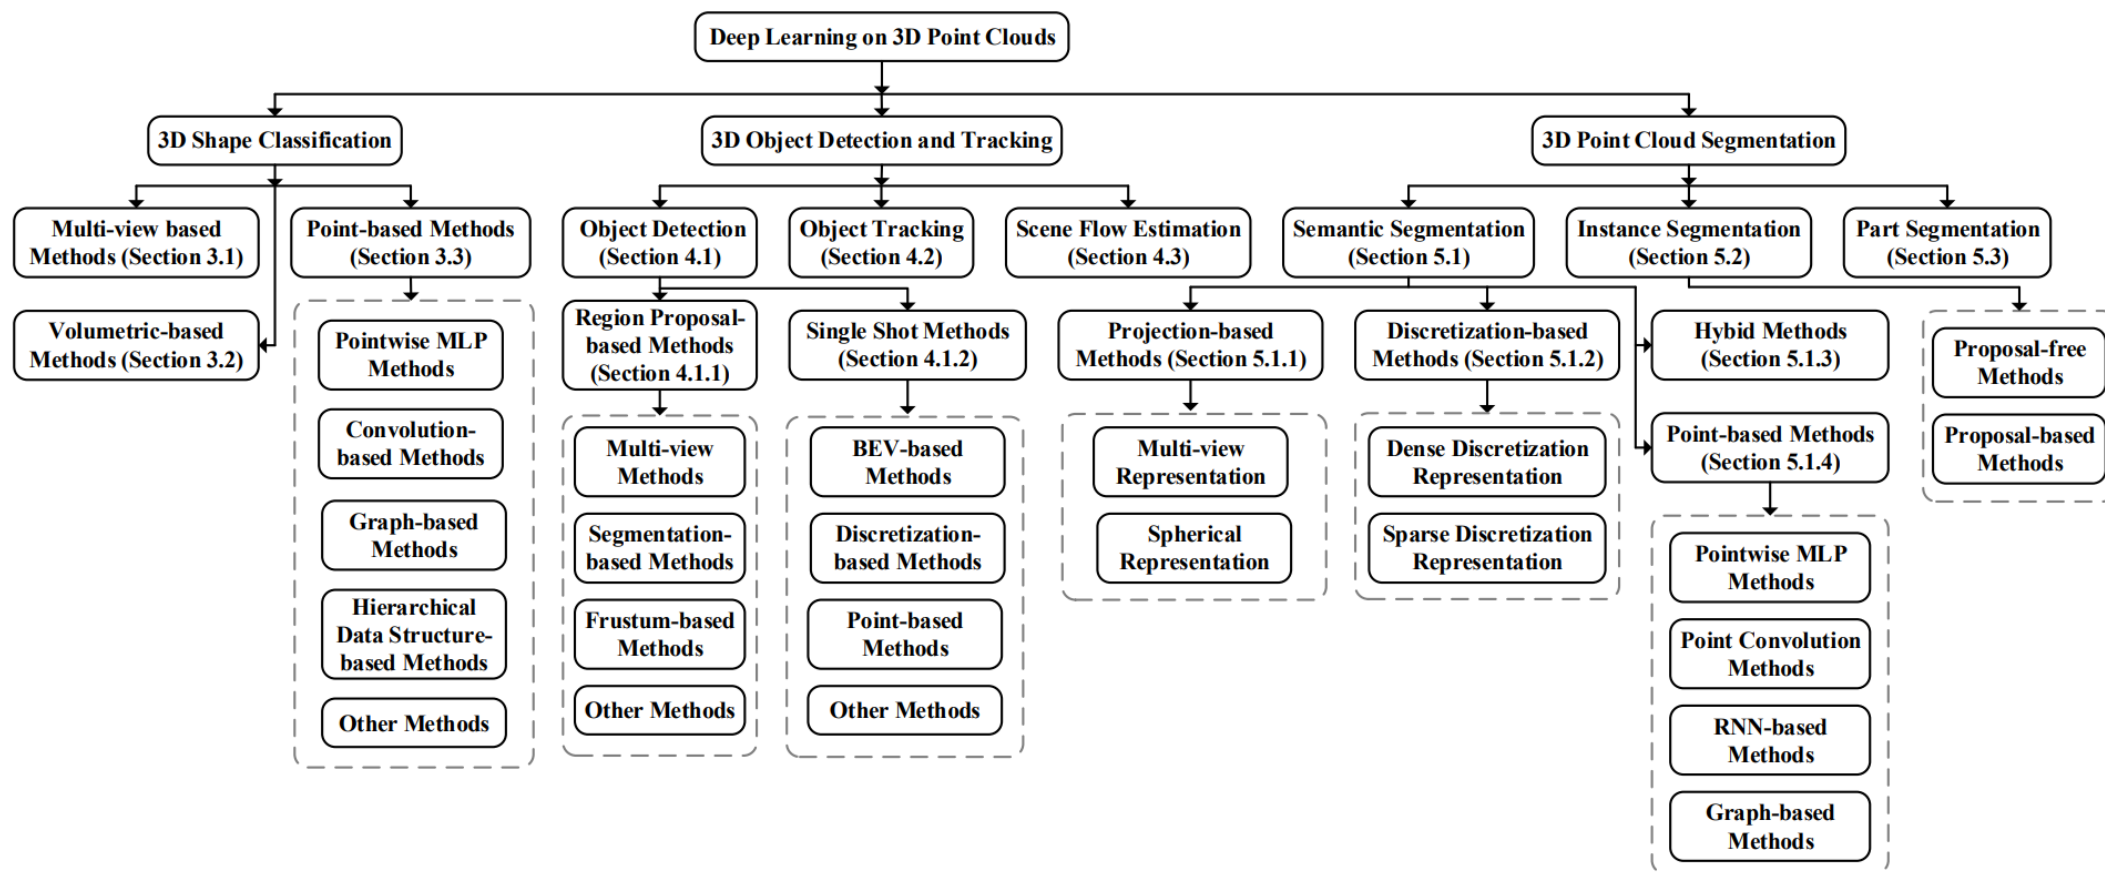 Deep Learning on 3D Point Clouds
3D Shape Classification
3D Object Detection and Tracking
3D Point Cloud Segmentation
Multi-view based
Methods (Section 3.1)
Point-based Methods
(Section 3.3)
Object Detection
(Section 4.1)
Object Tracking
(Section 4.2)
Scene Flow Estimation
(Section 4.3)
Semantic Segmentation
(Section 5.1)
Instance Segmentation
(Section 5.2)
Part Segmentation
(Section 5.3)
Volumetric-based
Methods (Section 3.2)
Pointwise MLP
Methods
Convolution-
based Methods
Graph-based
Methods
Hierarchical
Data Structure-
based Methods
Other Methods
Region Proposal-
based Methods
(Section 4.1.1)
Multi-view
Methods
Segmentation-
based Methods
Frustum-based
Methods
Other Methods
Single Shot Methods
(Section 4.1.2)
BEV-based
Methods
Discretization-
based Methods
Point-based
Methods
Other Methods
Projection-based
Methods (Section 5.1.1)
Multi-view
Representation
Spherical
Representation
Discretization-based
Methods (Section 5.1.2)
Dense Discretization
Representation
Sparse Discretization
Representation
Hybid Methods
(Section 5.1.3)
Point-based Methods
(Section 5.1.4)
Pointwise MLP
Methods
Point Convolution
Methods
RNN-based
Methods
Graph-based
Methods
Proposal-free
Methods
Proposal-based
Methods